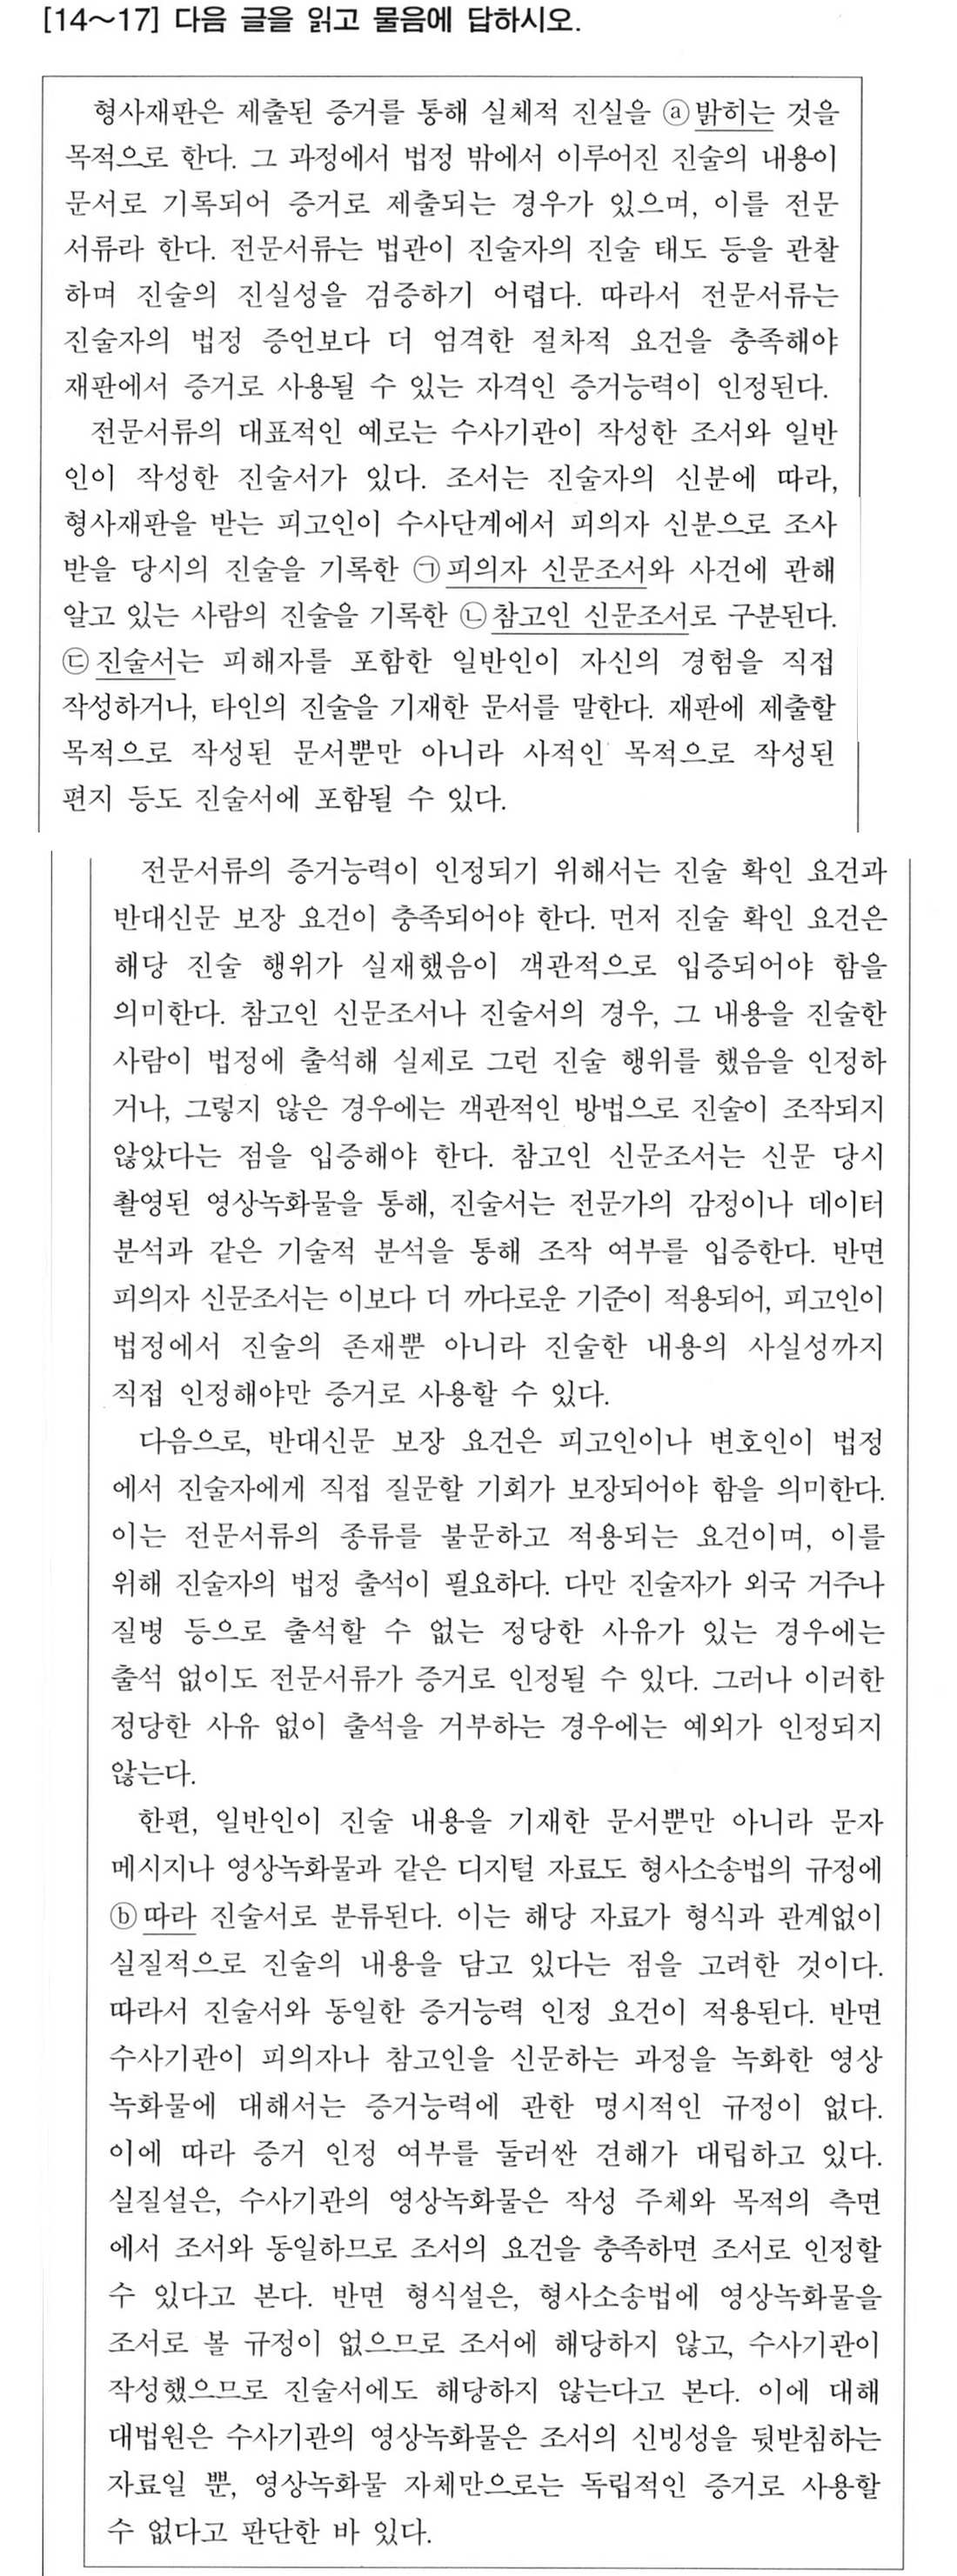 [14~17] 다음 글을 읽고 물음에 답하시오.
형사재판은 제출된 증거를 통해 실체적 진실을 ⓐ밝히는 것을
목적으로 한다. 그 과정에서 법정 밖에서 이루어진 진술의 내용이
문서로 기록되어 증거로 제출되는 경우가 있으며, 이를 전문
서류라 한다. 전문서류는 법관이 진술자의 진술 태도 등을 관찰
하며 진술의 진실성을 검증하기 어렵다. 따라서 전문서류는
진술자의 법정 증언보다 더 엄격한 절차적 요건을 충족해야
재판에서 증거로 사용될 수 있는 자격인 증거능력이 인정된다.
전문서류의 대표적인 예로는 수사기관이 작성한 조서와 일반
인이 작성한 진술서가 있다. 조서는 진술자의 신분에 따라,
형사재판을 받는 피고인이 수사단계에서 피의자 신분으로 조사
받을 당시의 진술을 기록한 ㉠피의자 신문조서와 사건에 관해
알고 있는 사람의 진술을 기록한 ㉡참고인 신문조서로 구분된다.
㉢진술서는 피해자를 포함한 일반인이 자신의 경험을 직접
작성하거나, 타인의 진술을 기재한 문서를 말한다. 재판에 제출할
목적으로 작성된 문서뿐만 아니라 사적인 목적으로 작성된
편지 등도 진술서에 포함될 수 있다.
전문서류의 증거능력이 인정되기 위해서는 진술 확인 요건과
반대신문 보장 요건이 충족되어야 한다. 먼저 진술 확인 요건은
해당 진술 행위가 실재했음이 객관적으로 입증되어야 함을
의미한다. 참고인 신문조서나 진술서의 경우, 그 내용을 진술한
사람이 법정에 출석해 실제로 그런 진술 행위를 했음을 인정하
거나, 그렇지 않은 경우에는 객관적인 방법으로 진술이 조작되지
않았다는 점을 입증해야 한다. 참고인 신문조서는 신문 당시
촬영된 영상녹화물을 통해, 진술서는 전문가의 감정이나 데이터
분석과 같은 기술적 분석을 통해 조작 여부를 입증한다. 반면
피의자 신문조서는 이보다 더 까다로운 기준이 적용되어, 피고인이
법정에서 진술의 존재뿐 아니라 진술한 내용의 사실성까지
직접 인정해야만 증거로 사용할 수 있다.
다음으로, 반대신문 보장 요건은 피고인이나 변호인이 법정
에서 진술자에게 직접 질문할 기회가 보장되어야 함을 의미한다.
이는 전문서류의 종류를 불문하고 적용되는 요건이며, 이를
위해 진술자의 법정 출석이 필요하다. 다만 진술자가 외국 거주나
질병 등으로 출석할 수 없는 정당한 사유가 있는 경우에는
출석 없이도 전문서류가 증거로 인정될 수 있다. 그러나 이러한
정당한 사유 없이 출석을 거부하는 경우에는 예외가 인정되지
않는다.
한편, 일반인이 진술 내용을 기재한 문서뿐만 아니라 문자
메시지나 영상녹화물과 같은 디지털 자료도 형사소송법의 규정에
ⓑ따라 진술서로 분류된다. 이는 해당 자료가 형식과 관계없이
실질적으로 진술의 내용을 담고 있다는 점을 고려한 것이다.
따라서 진술서와 동일한 증거능력 인정 요건이 적용된다. 반면
수사기관이 피의자나 참고인을 신문하는 과정을 녹화한 영상
녹화물에 대해서는 증거능력에 관한 명시적인 규정이 없다.
이에 따라 증거 인정 여부를 둘러싼 견해가 대립하고 있다.
실질설은, 수사기관의 영상녹화물은 작성 주체와 목적의 측면
에서 조서와 동일하므로 조서의 요건을 충족하면 조서로 인정할
수 있다고 본다. 반면 형식설은, 형사소송법에 영상녹화물을
조서로 볼 규정이 없으므로 조서에 해당하지 않고, 수사기관이
작성했으므로 진술서에도 해당하지 않는다고 본다. 이에 대해
대법원은 수사기관의 영상녹화물은 조서의 신빙성을 뒷받침하는
자료일 뿐, 영상녹화물 자체만으로는 독립적인 증거로 사용할
수 없다고 판단한 바 있다.